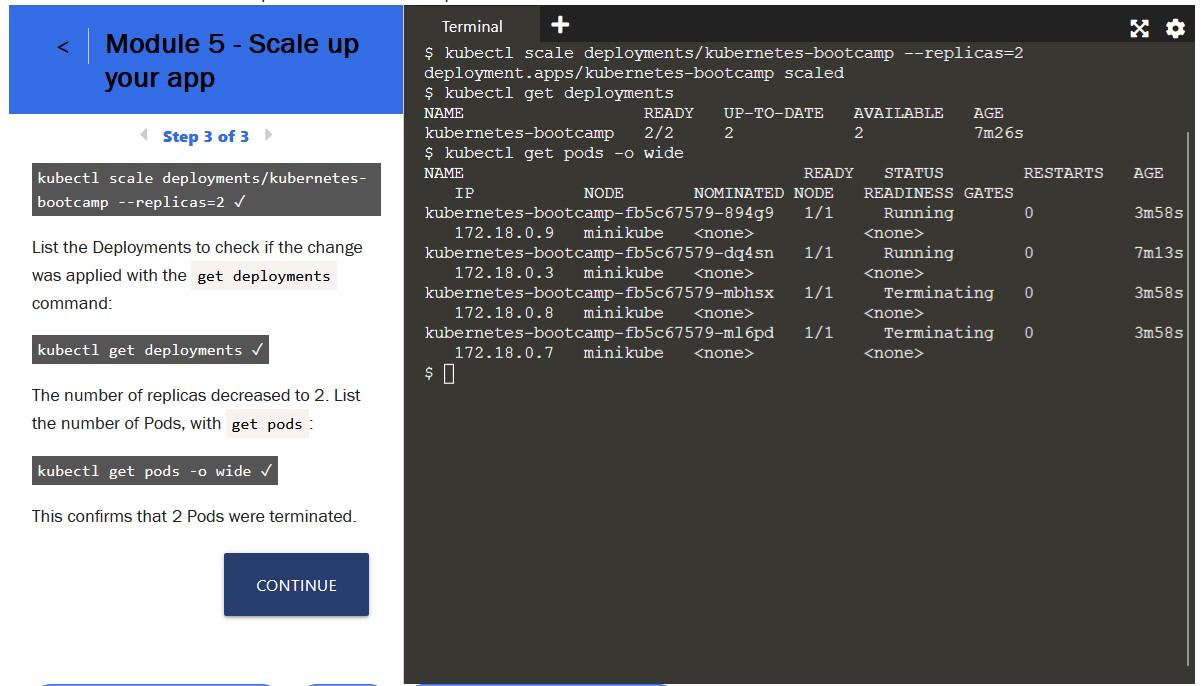 <
Module 5 - Scale up
your app
Step 3 of 3
kubectl scale deployments/kubernetes-
bootcamp --replicas=2 ✓
List the Deployments to check if the change
was applied with the get deployments
command:
kubectl get deployments ✓
The number of replicas decreased to 2. List
the number of Pods, with get pods :
kubectl get pods -o wide ✓
This confirms that 2 Pods were terminated.
CONTINUE
Terminal +
$ kubectl scale deployments/kubernetes-bootcamp --replicas=2
deployment.apps/kubernetes-bootcamp scaled
$ kubectl get deployments
NAME READY UP-TO-DATE AVAILABLE AGE
kubernetes-bootcamp 2/2 2 2 7m26s
$ kubectl get pods -o wide
NAME READY STATUS RESTARTS AGE
IP NODE NOMINATED NODE READINESS GATES
kubernetes-bootcamp-fb5c67579-894g9 1/1 Running 0 3m58s
172.18.0.9 minikube <none> <none>
kubernetes-bootcamp-fb5c67579-dq4sn 1/1 Running 0 7m13s
172.18.0.3 minikube <none> <none>
kubernetes-bootcamp-fb5c67579-mbhsx 1/1 Terminating 0 3m58s
172.18.0.8 minikube <none> <none>
kubernetes-bootcamp-fb5c67579-ml6pd 1/1 Terminating 0 3m58s
172.18.0.7 minikube <none> <none>
$